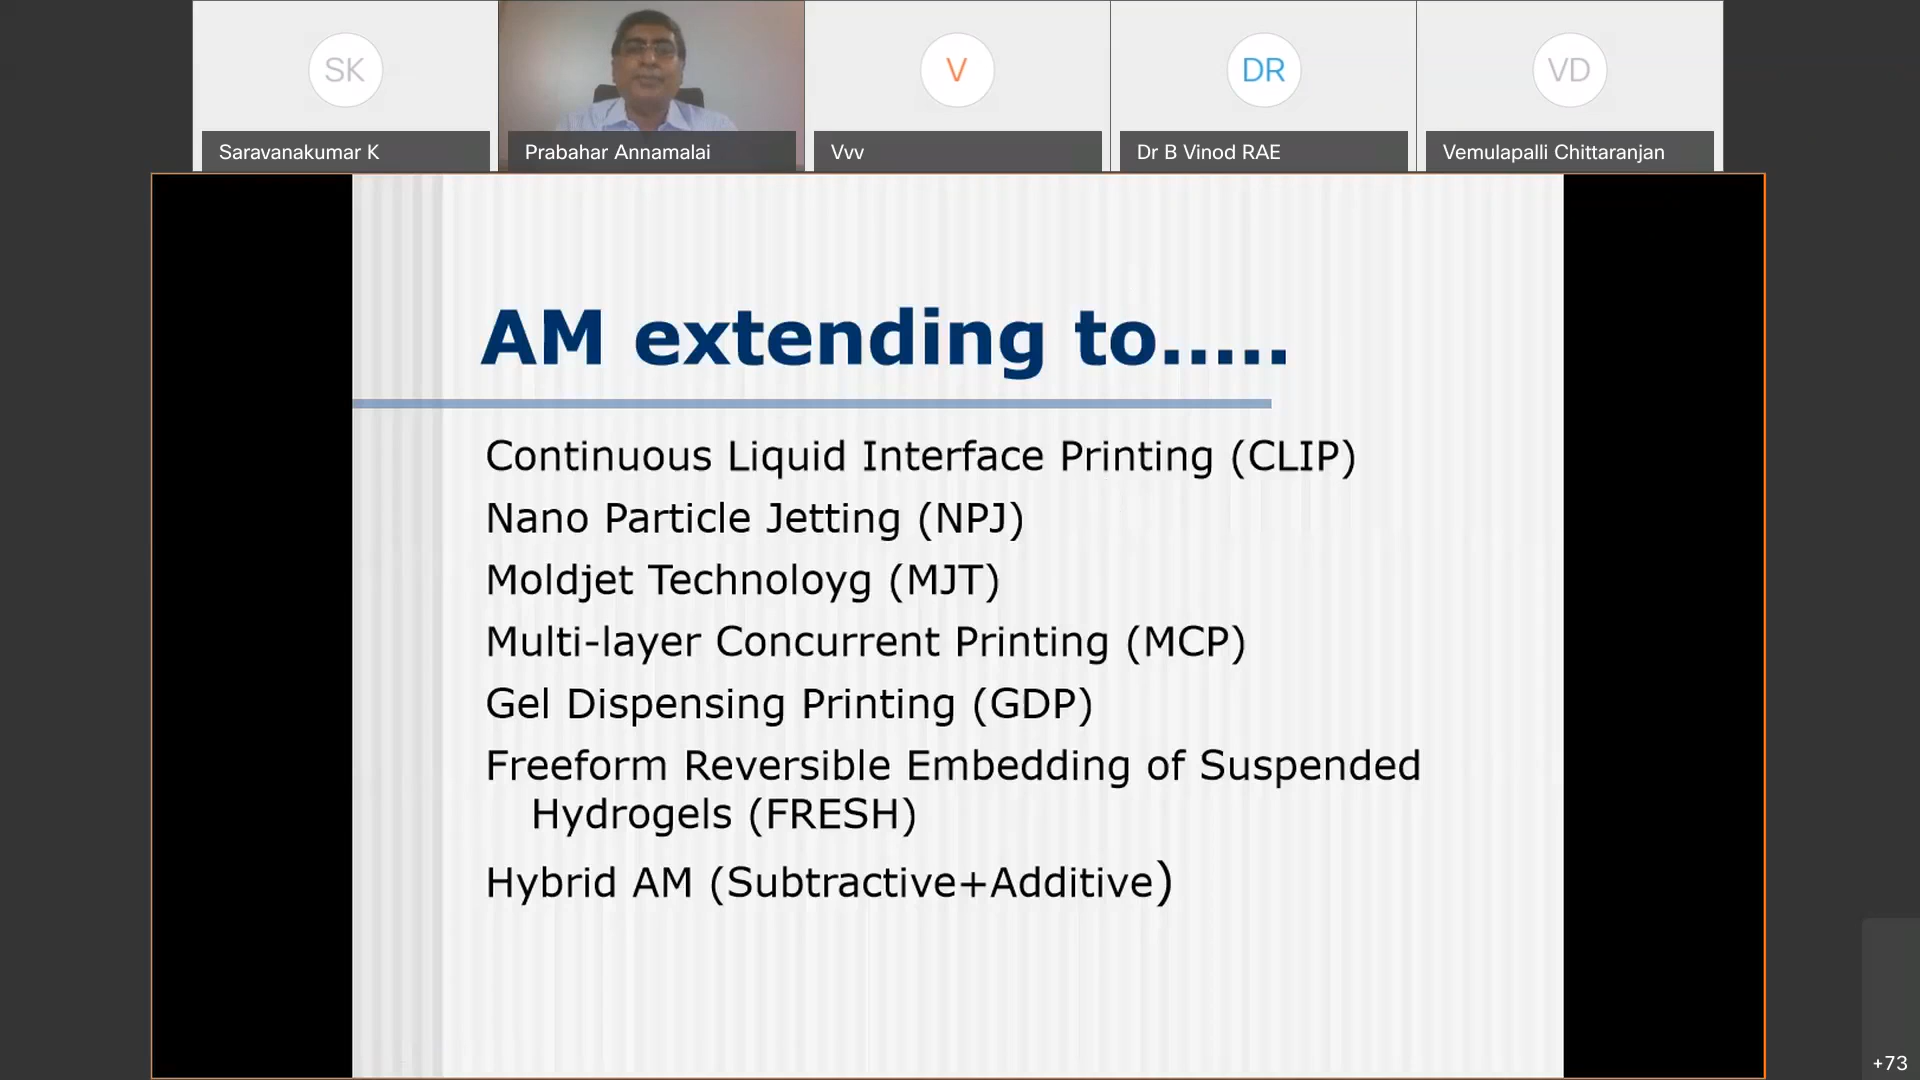 SK
V
DR
VD
Saravanakumar K
Prabahar Annamalai
Vvv
Dr B Vinod RAE
Vemulapalli Chittaranjan
AM extending to.....
Continuous Liquid Interface Printing (CLIP)
Nano Particle Jetting (NPJ)
Moldjet Technoloyg (MJT)
Multi-layer Concurrent Printing (MCP)
Gel Dispensing Printing (GDP)
Freeform Reversible Embedding of Suspended
Hydrogels (FRESH)
Hybrid AM (Subtractive+Additive)
+73